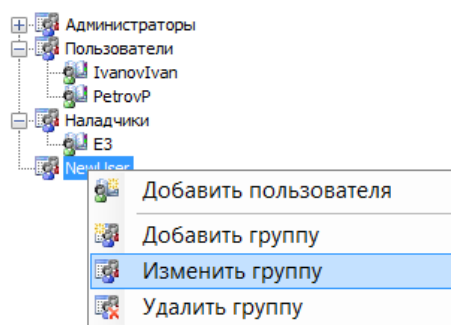 Администраторы
Пользователи
IvanovIvan
PetrovP
Наладчики
E3
NewUser
Добавить пользователя
Добавить группу
Изменить группу
Удалить группу